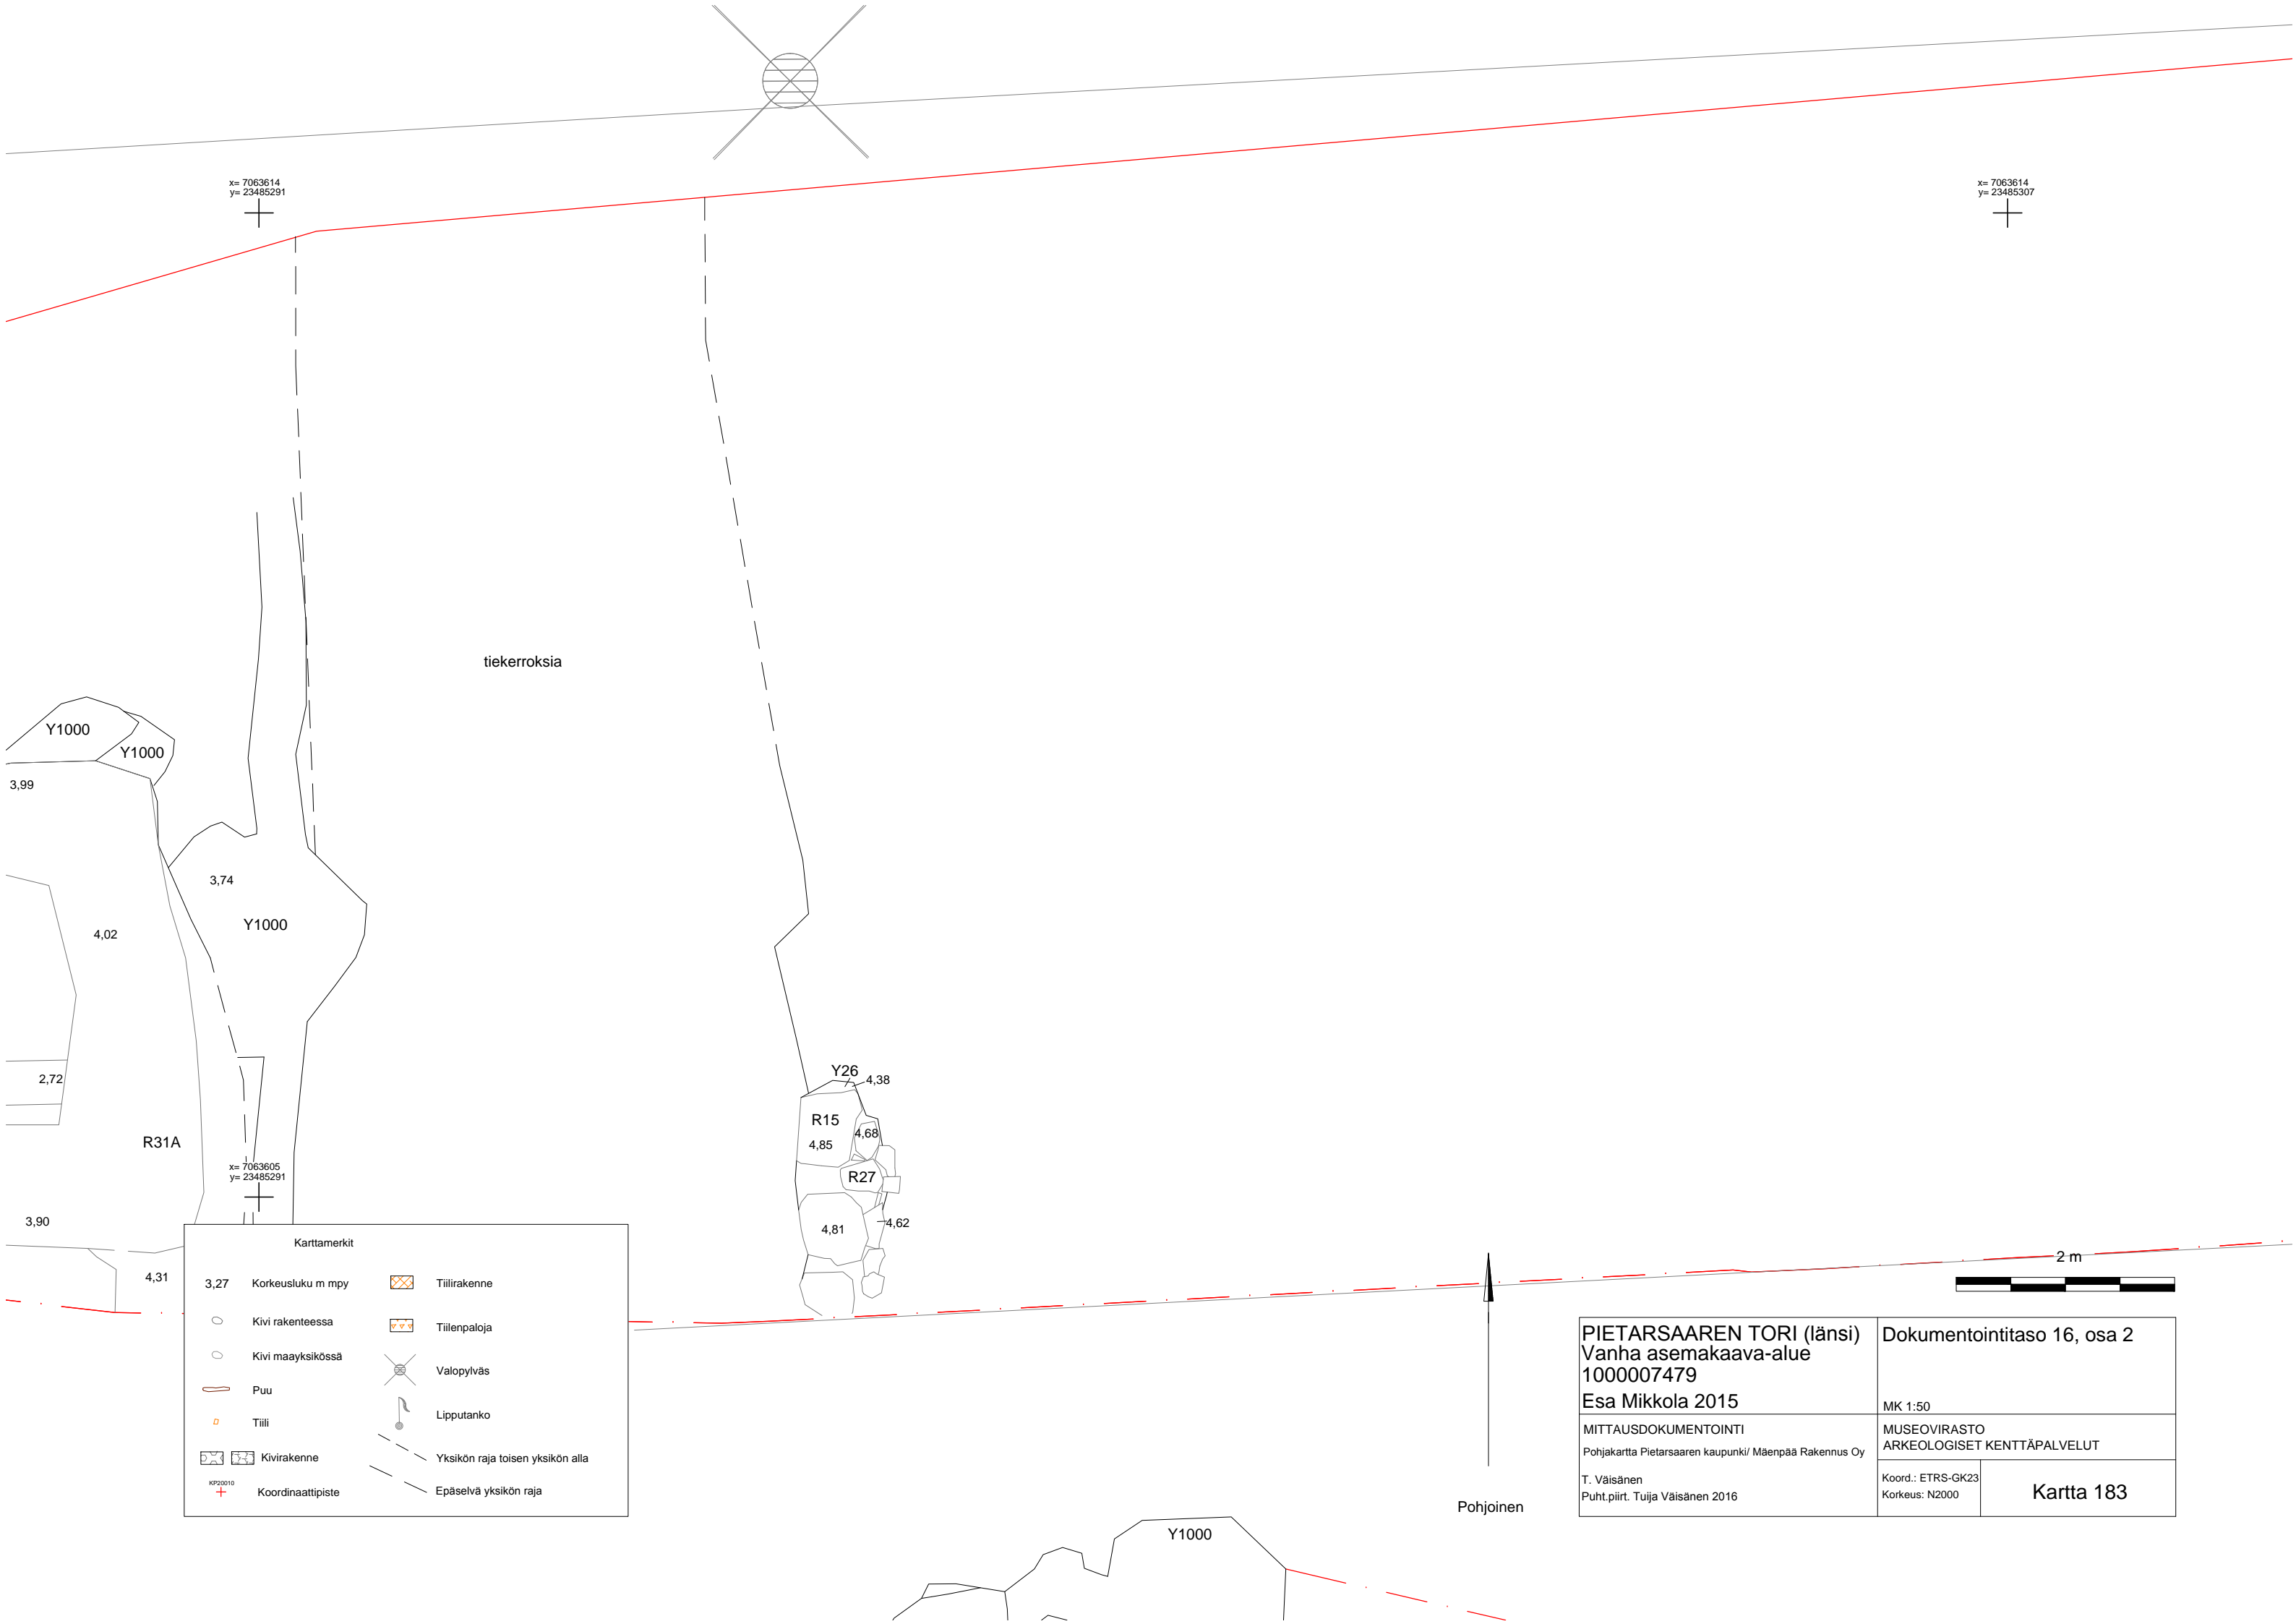 x= 7063614
y= 23485291
x= 7063614
y= 23485307
tiekerroksia
Y1000
Y1000
3,99
3,74
Y1000
4,02
2,72
R31A
x= 7063605
y= 23485291
3,90
4,31
Y26
4,38
R15
4,85
4,68
R27
4,81
4,62
Karttamerkit
3,27 Korkeusluku m mpy
Kivi rakenteessa
Kivi maayksikössä
Puu
Tiili
Kivirakenne
KP20010
Koordinaattipiste
Tiilirakenne
Tiilenpaloja
Valopylväs
Lipputanko
Yksikön raja toisen yksikön alla
Epäselvä yksikön raja
Pohjoinen
Y1000
2 m
PIETARSAAREN TORI (länsi)
Vanha asemakaava-alue
1000007479
Esa Mikkola 2015
Dokumentointitaso 16, osa 2
MK 1:50
MITTAUSDOKUMENTOINTI
Pohjakartta Pietarsaaren kaupunki/ Mäenpää Rakennus Oy
T. Väisänen
Puht.piirt. Tuija Väisänen 2016
MUSEOVIRASTO
ARKEOLOGISET KENTTÄPALVELUT
Koord.: ETRS-GK23
Korkeus: N2000
Kartta 183